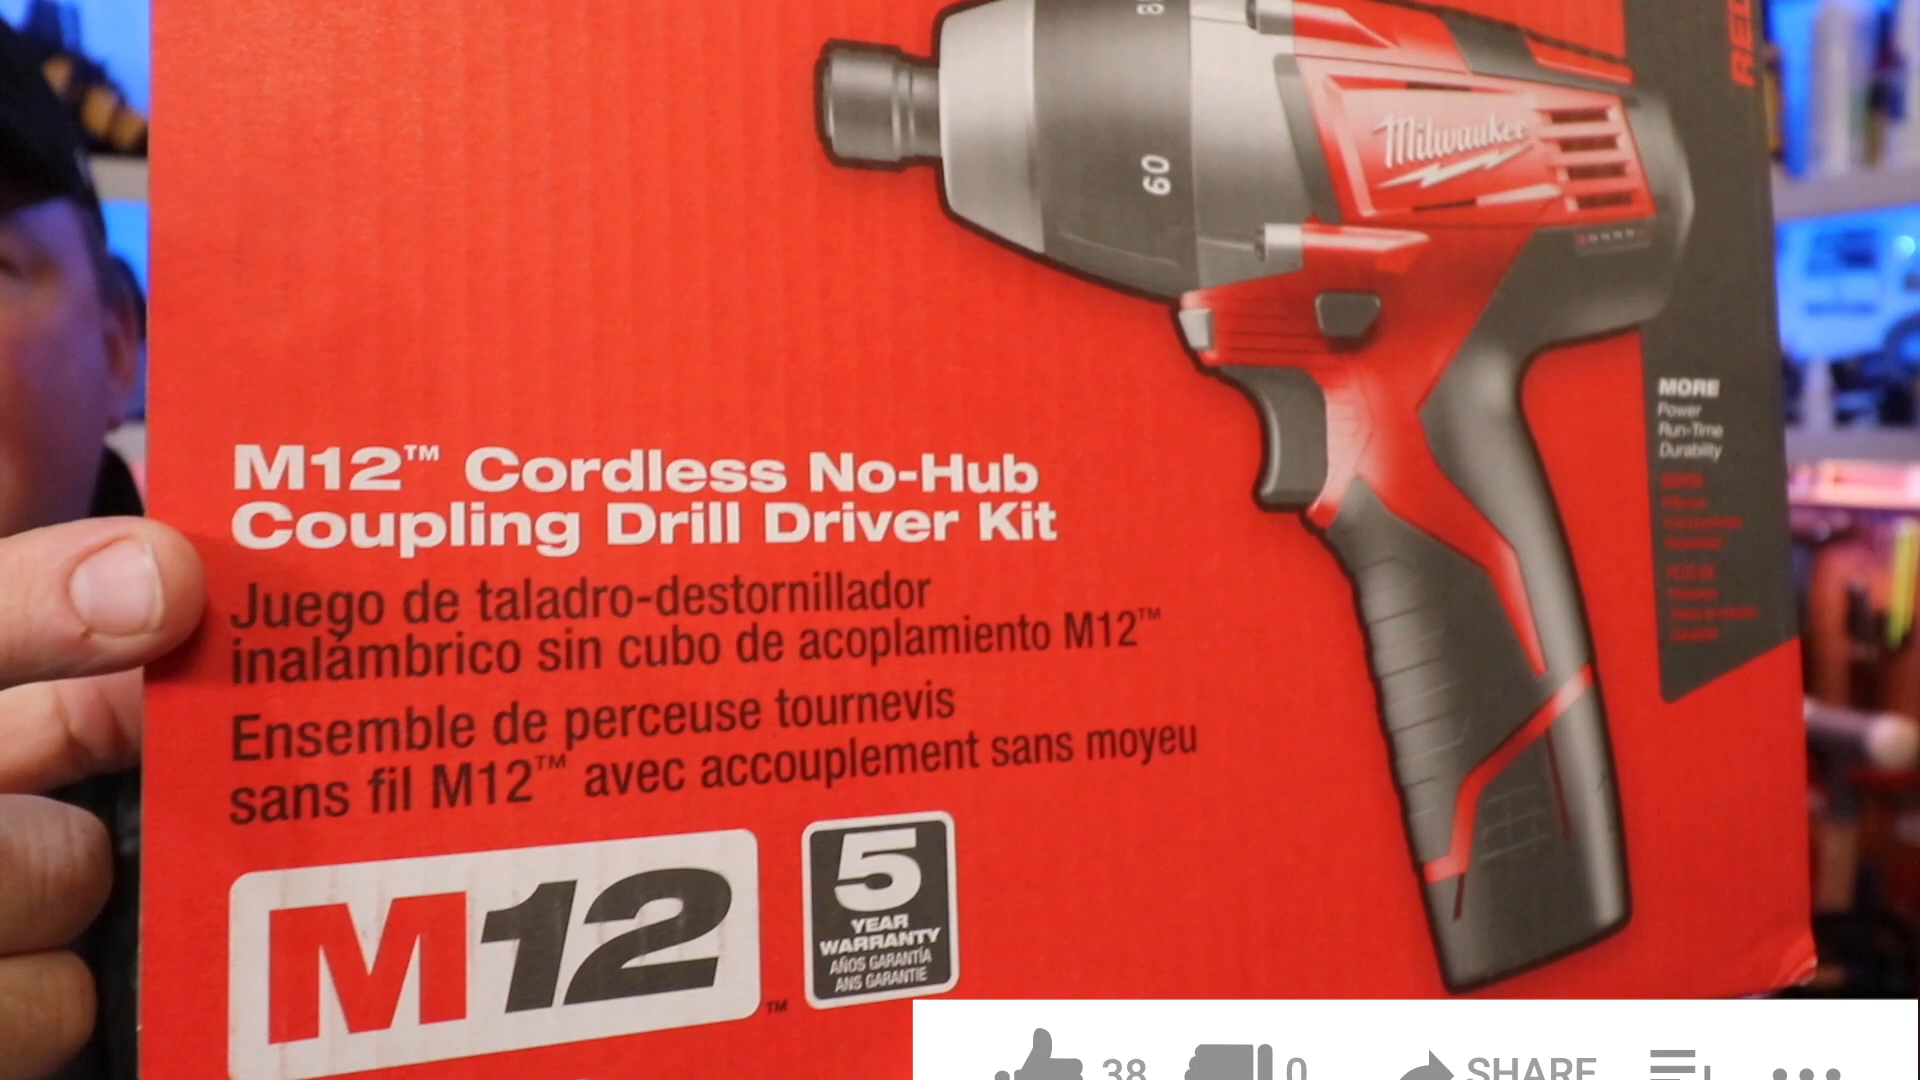 RED
8
60
Milwaukee
MORE
Power
Run-Time
Durability
M12™ Cordless No-Hub
Coupling Drill Driver Kit
Juego de taladro-destornillador
inalámbrico sin cubo de acoplamiento M12™
Ensemble de perceuse tournevis
sans fil M12™ avec accouplement sans moyeu
M12™
5
YEAR
WARRANTY
AÑOS GARANTÍA
ANS GARANTIE
38 0 SHARE